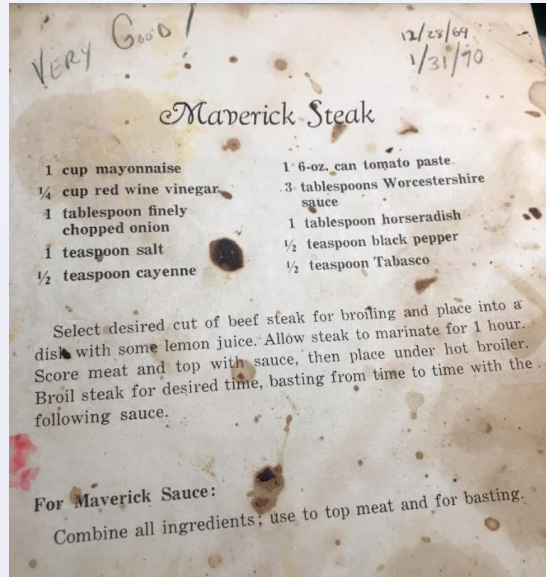 VERY GOOD!
12/28/69
1/31/70
Maverick Steak
1 cup mayonnaise
¼ cup red wine vinegar
1 tablespoon finely
chopped onion
1 teaspoon salt
½ teaspoon cayenne
1 6-oz. can tomato paste
3 tablespoons Worcestershire
sauce
1 tablespoon horseradish
½ teaspoon black pepper
½ teaspoon Tabasco
Select desired cut of beef steak for broiling and place into a
dish with some lemon juice. Allow steak to marinate for 1 hour.
Score meat and top with sauce, then place under hot broiler.
Broil steak for desired time, basting from time to time with the
following sauce.
For Maverick Sauce:
Combine all ingredients; use to top meat and for basting.